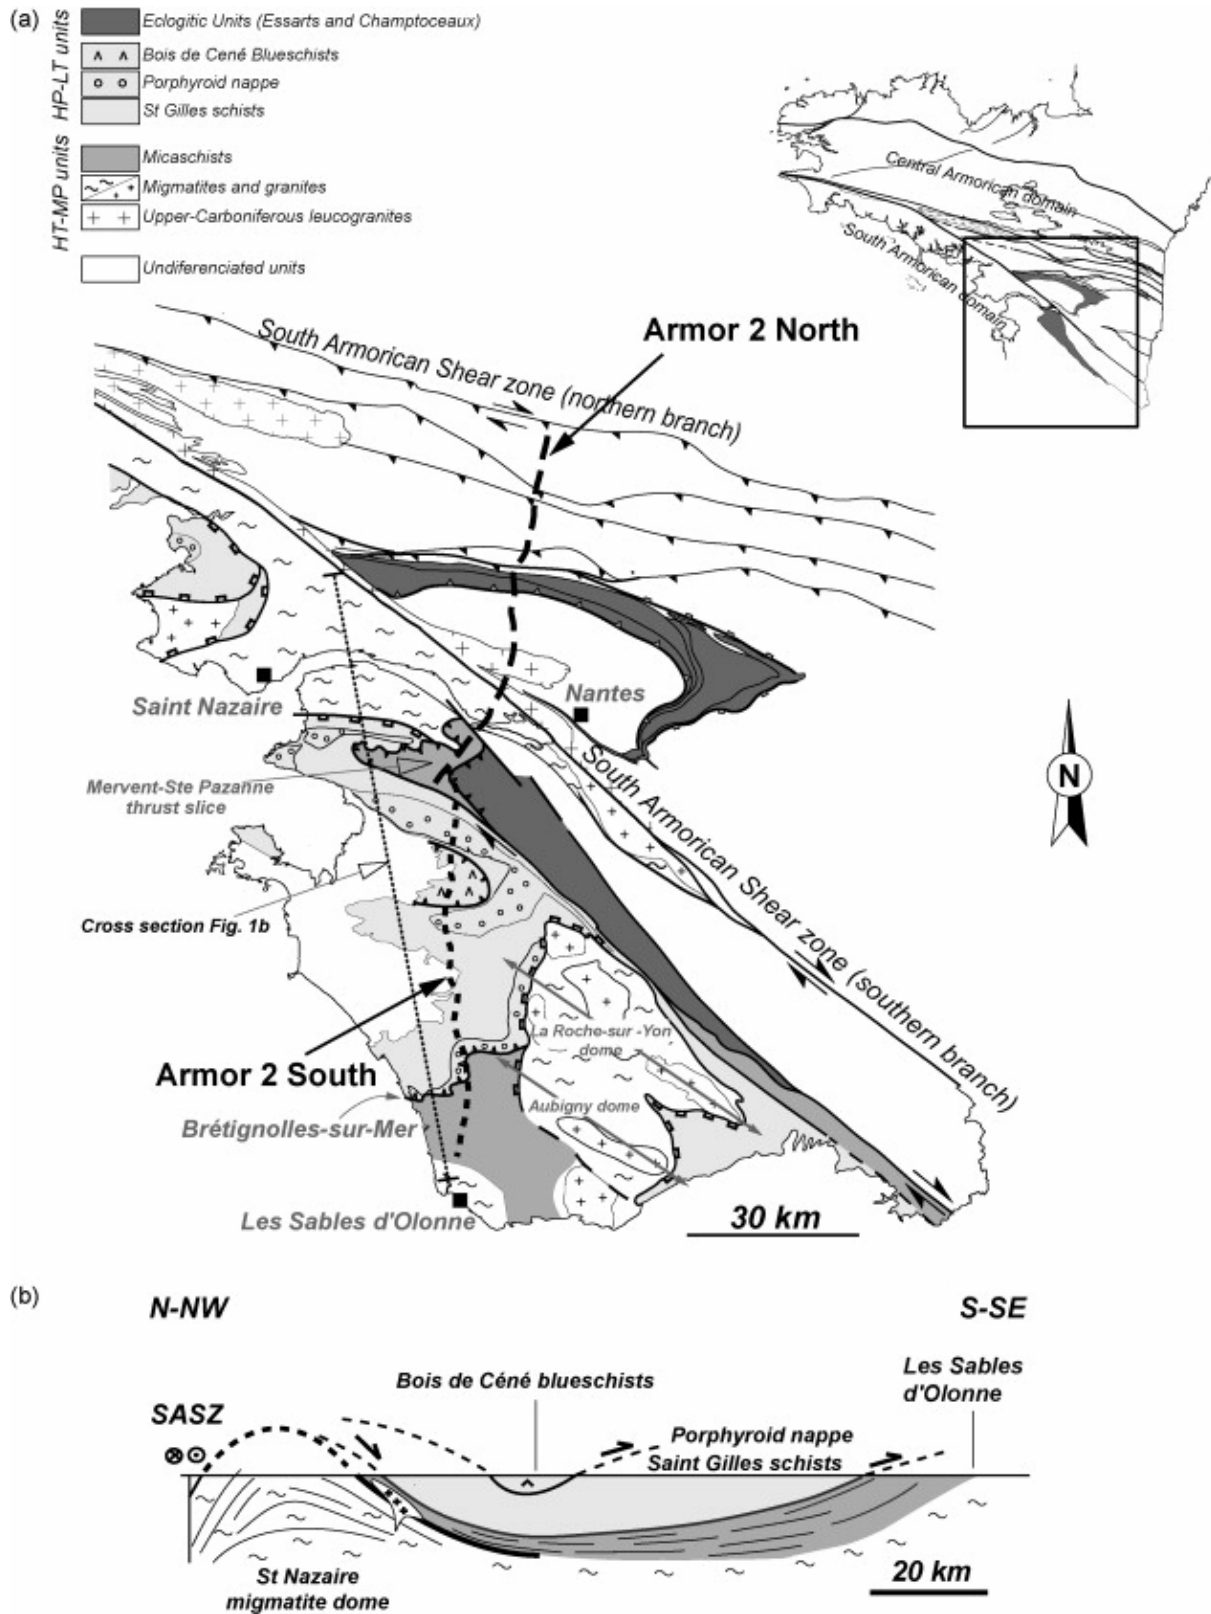 (a)
HP-LT units
Eclogitic Units (Essarts and Champtoceaux)
Bois de Cené Blueschists
Porphyroid nappe
St Gilles schists
HT-MP units
Micaschists
Migmatites and granites
Upper-Carboniferous leucogranites
Undiferenciated units
Central Armorican domain
South Armorican domain
Armor 2 North
South Armorican Shear zone (northern branch)
Saint Nazaire
Nantes
Mervent-Ste Pazanne
thrust slice
N
South Armorican Shear zone (southern branch)
Cross section Fig. 1b
La Roche-sur -Yon
dome
Armor 2 South
Aubigny dome
Brétignolles-sur-Mer
Les Sables d'Olonne
30 km
(b)
N-NW
S-SE
Bois de Céné blueschists
Les Sables
d'Olonne
SASZ
Porphyroid nappe
Saint Gilles schists
St Nazaire
migmatite dome
20 km